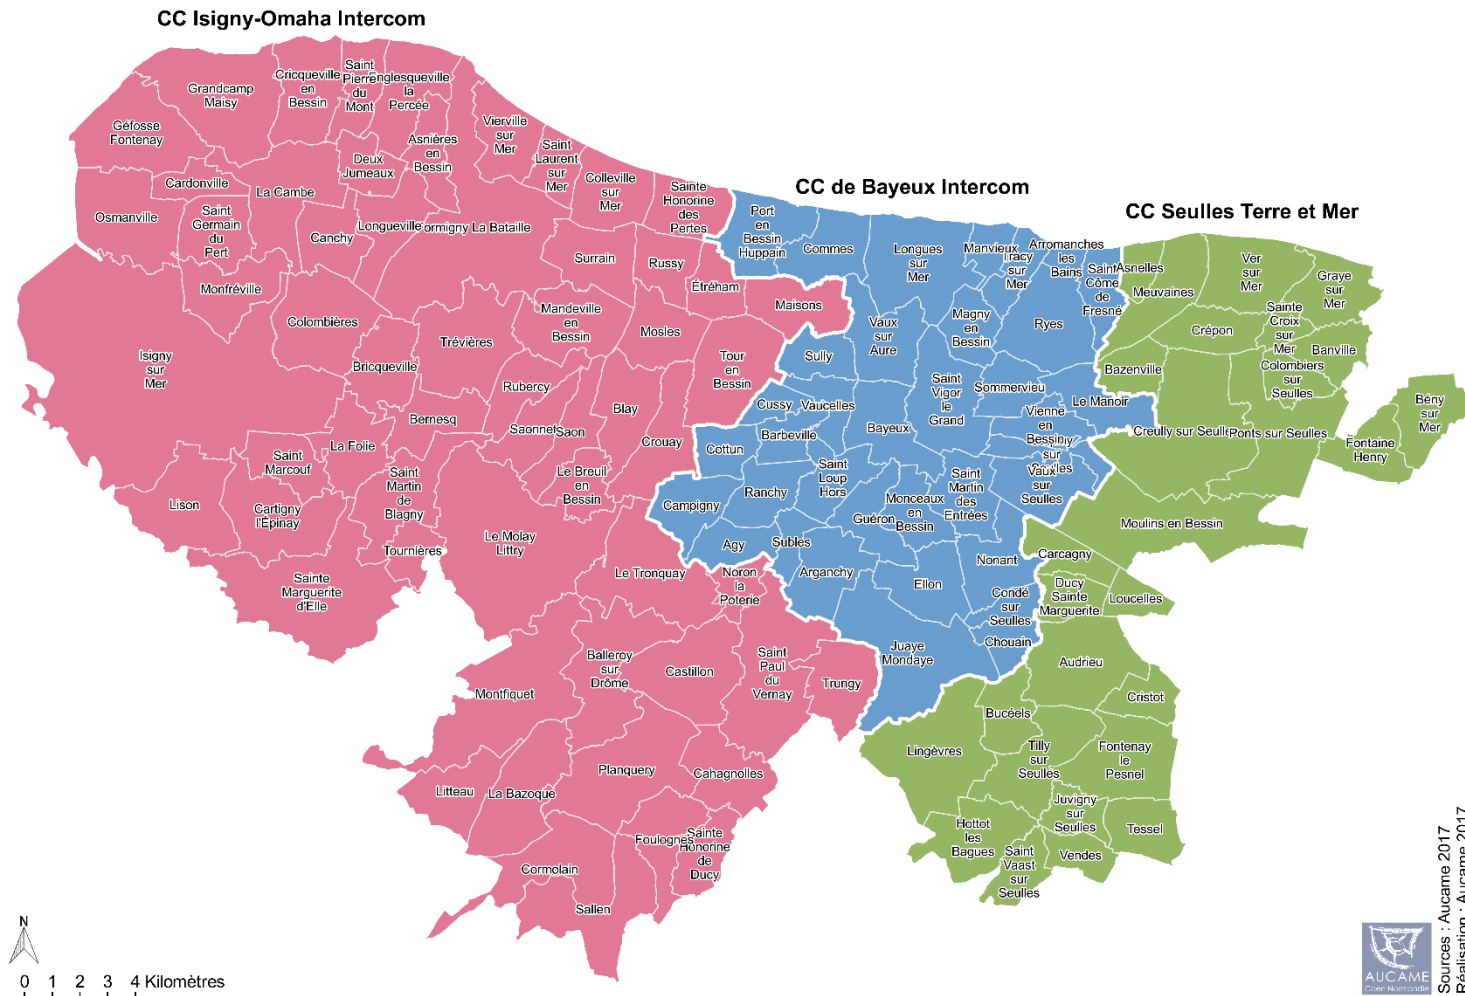 CC Isigny-Omaha Intercom
CC de Bayeux Intercom
CC Seulles Terre et Mer
Grandcamp
Maisy
Cricqueville
en
Bessin
Saint
Pierre
du
Mont
Englesqueville
la
Percée
Géfosse
Fontenay
Asnières
en
Bessin
Vierville
sur
Mer
Saint
Laurent
sur
Mer
Deux
Jumeaux
Colleville
sur
Mer
Sainte
Honorine
des
Pertes
Cardonville
La Cambe
Osmanville
Saint
Germain
du
Pert
Canchy
Longueville
ormigny La Bataille
Surrain
Russy
Étréham
Maisons
Monfréville
Colombières
Mandeville
en
Bessin
Mosles
Trévières
Tour
en
Bessin
Isigny
sur
Mer
Bricqueville
Rubercy
Blay
Bernesq
Saonnet
Saon
Crouay
La Folie
Saint
Marcouf
Saint
Martin
de
Blagny
Le Breuil
en
Bessin
Lison
Cartigny
l'Épinay
Le Molay
Littry
Tournières
Sainte
Marguerite
d'Elle
Le Tronquay
Noron
la
Poterie
Balleroy
sur
Drôme
Castillon
Saint
Paul
du
Vernay
Trungy
Montfiquet
Planquery
Cahagnolles
Litteau
La Bazoque
Foulognes
Sainte
Honorine
de
Ducy
Cormolain
Sallen
Port
en
Bessin
Huppain
Commes
Longues
sur
Mer
Manvieux
Tracy
sur
Mer
Arromanches
les
Bains
Saint
Côme
de
Fresné
Vaux
sur
Aure
Magny
en
Bessin
Ryes
Sully
Saint
Vigor
le
Grand
Sommervieu
Le Manoir
Cussy
Vaucelles
Vienne
en
Bessin
Barbeville
Bayeux
Cottun
sur
Vaux
sur
Seulles
Saint
Loup
Hors
Ranchy
Campigny
Monceaux
en
Bessin
Saint
Martin
des
Entrées
Guéron
Agy
Subles
Arganchy
Ellon
Nonant
Condé
sur
Seulles
Chouain
Juaye
Mondaye
Asnelles
Meuvaines
Ver
sur
Mer
Graye
sur
Mer
Crépon
Sainte
Croix
sur
Mer
Banville
Bazenville
Colombiers
sur
Seulles
Bény
sur
Mer
Creully sur Seulles
Ponts sur Seulles
Fontaine
Henry
Moulins en Bessin
Carcagny
Ducy
Sainte
Marguerite
Loucelles
Audrieu
Cristot
Bucéels
Lingèvres
Tilly
sur
Seulles
Fontenay
le
Pesnel
Juvigny
sur
Seulles
Hottot
les
Bagues
Tessel
Saint
Vaast
sur
Seulles
Vendes
N
0 1 2 3 4 Kilomètres
AUCAME
Caen Normandie
Sources : Aucame 2017
Réalisation : Aucame 2017